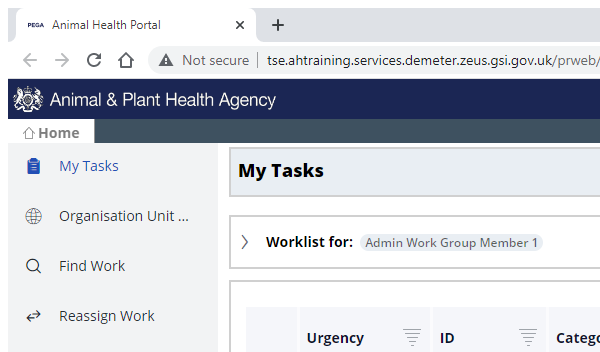 PEGA Animal Health Portal
Not secure tse.ahtraining.services.demeter.zeus.gsi.gov.uk/prweb/
Animal & Plant Health Agency
Home
My Tasks
My Tasks
Organisation Unit ...
Worklist for: Admin Work Group Member 1
Find Work
Reassign Work
Urgency ID Catego